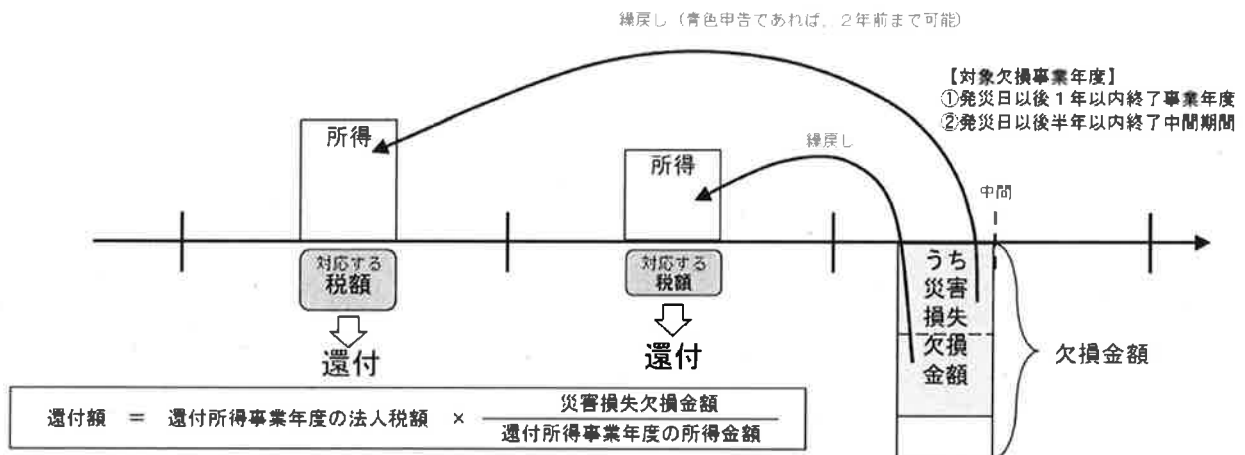 繰戻し（青色申告であれば、２年前まで可能）
【対象欠損事業年度】
①発災日以後１年以内終了事業年度
②発災日以後半年以内終了中間期間
繰戻し
所得
所得
中間
対応する
税額
対応する
税額
還付
還付
うち
災害
損失
欠損
金額
欠損金額
還付額 ＝ 還付所得事業年度の法人税額 × 災害損失欠損金額
還付所得事業年度の所得金額